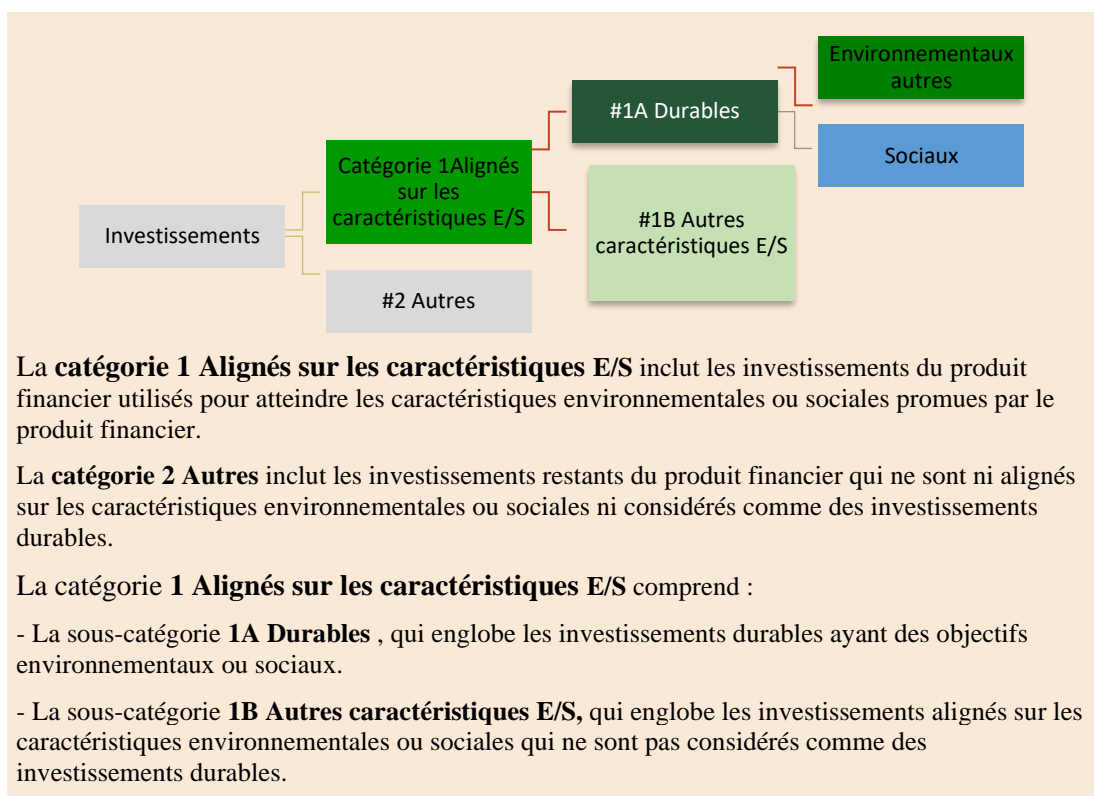 Environnementaux
autres
#1A Durables
Sociaux
Catégorie 1Alignés
sur les
caractéristiques E/S
#1B Autres
caractéristiques E/S
Investissements
#2 Autres
La catégorie 1 Alignés sur les caractéristiques E/S inclut les investissements du produit
financier utilisés pour atteindre les caractéristiques environnementales ou sociales promues par le
produit financier.
La catégorie 2 Autres inclut les investissements restants du produit financier qui ne sont ni alignés
sur les caractéristiques environnementales ou sociales ni considérés comme des investissements
durables.
La catégorie 1 Alignés sur les caractéristiques E/S comprend :
- La sous-catégorie 1A Durables , qui englobe les investissements durables ayant des objectifs
environnementaux ou sociaux.
- La sous-catégorie 1B Autres caractéristiques E/S, qui englobe les investissements alignés sur les
caractéristiques environnementales ou sociales qui ne sont pas considérés comme des
investissements durables.